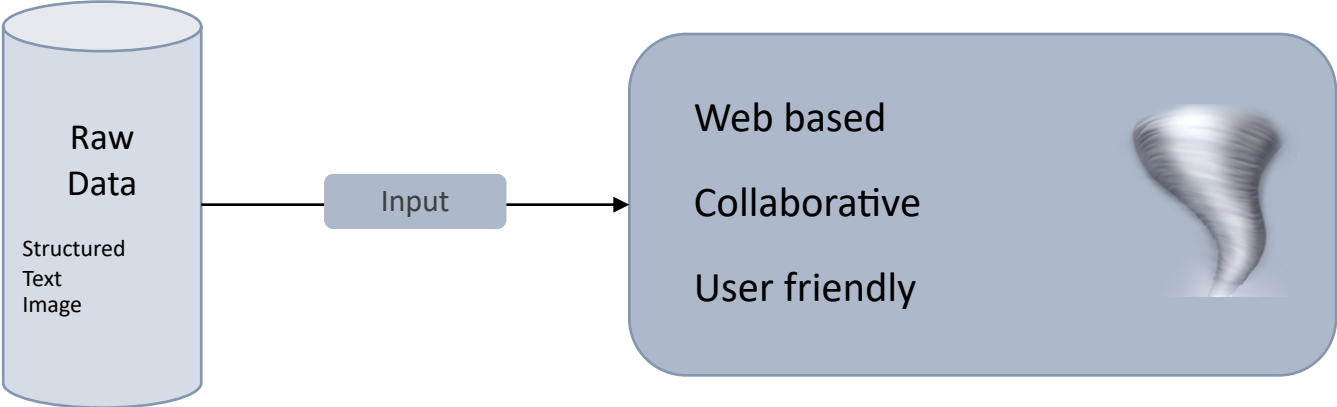 Raw
Data
Structured
Text
Image
Input
Web based
Collaborative
User friendly